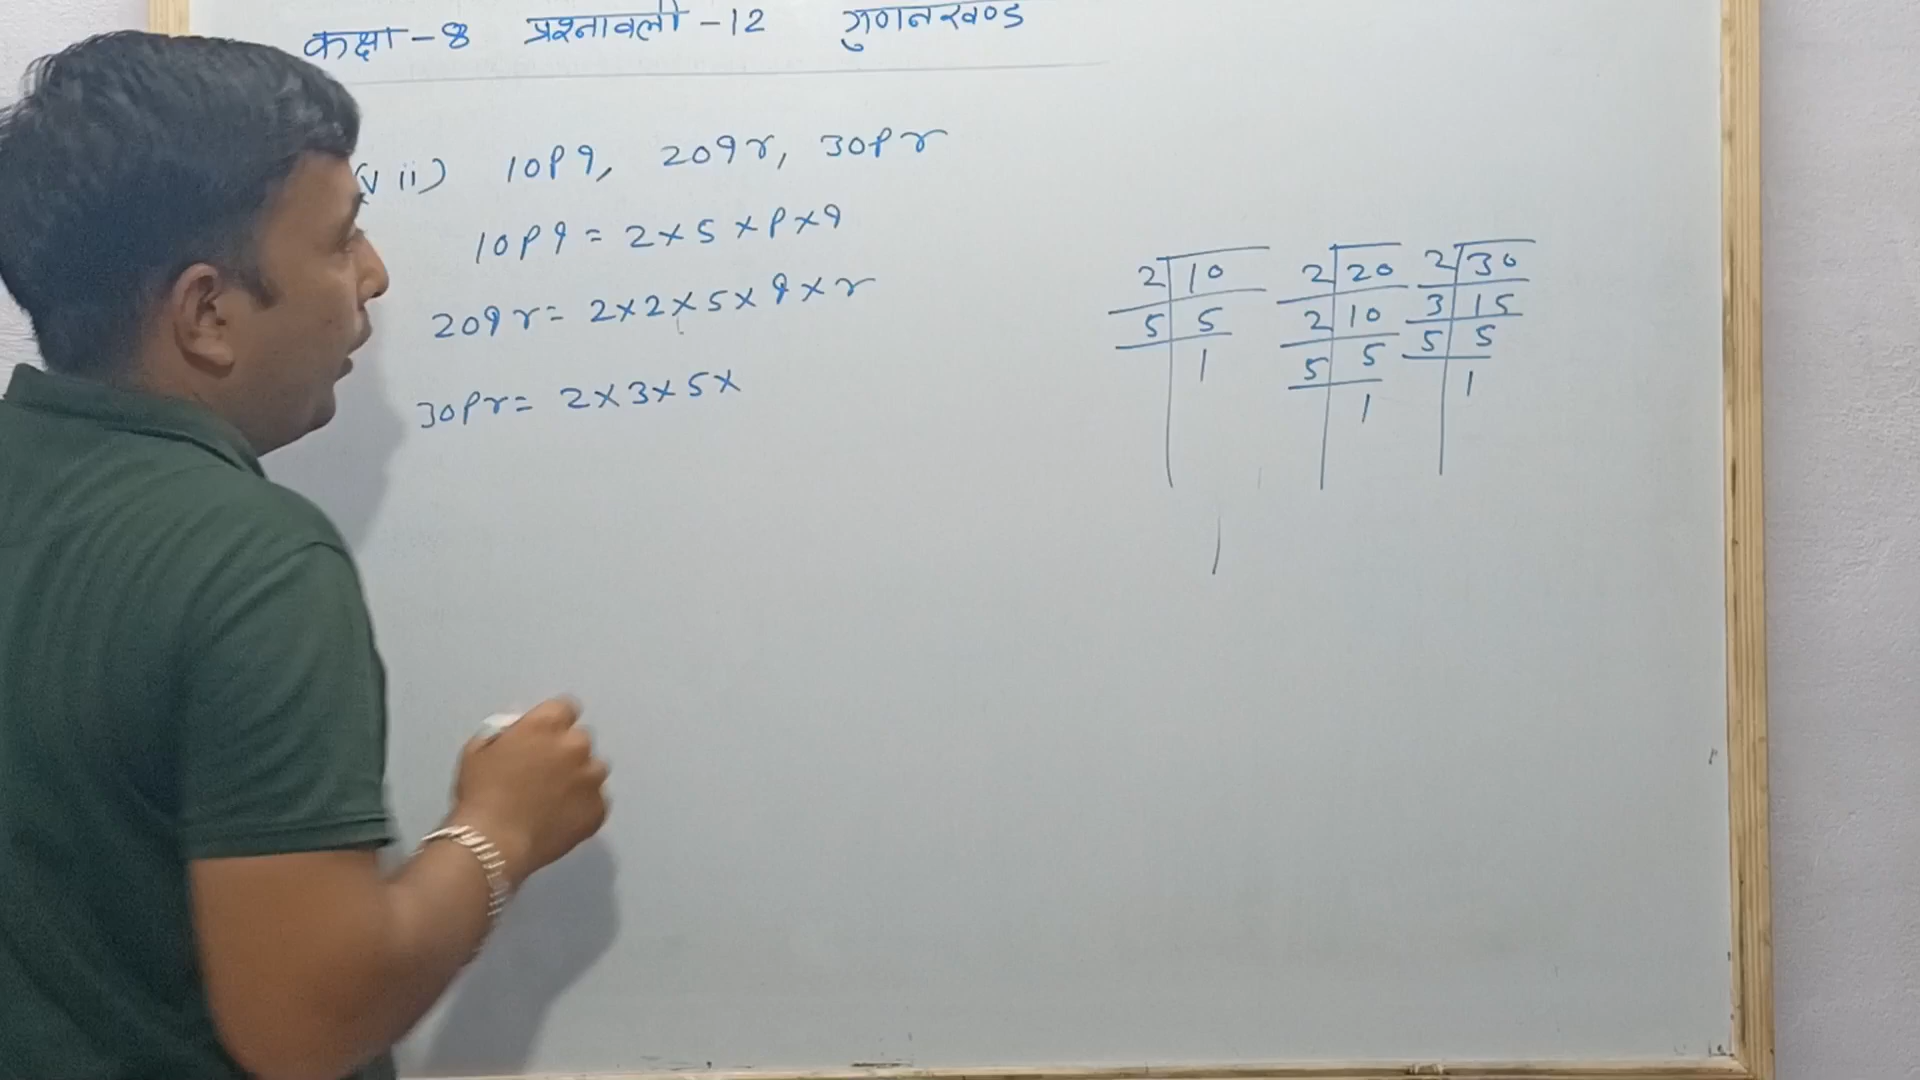 कक्षा - 8 प्रश्नावली - 12 गुणनखण्ड
(vii) 10pq, 20qr, 30pr
10pq = 2×5×p×q
20qr = 2×2×5×q×r
30pr = 2×3×5×
2 10
5 5
1
2 20
2 10
5 5
1
2 30
3 15
5 5
1